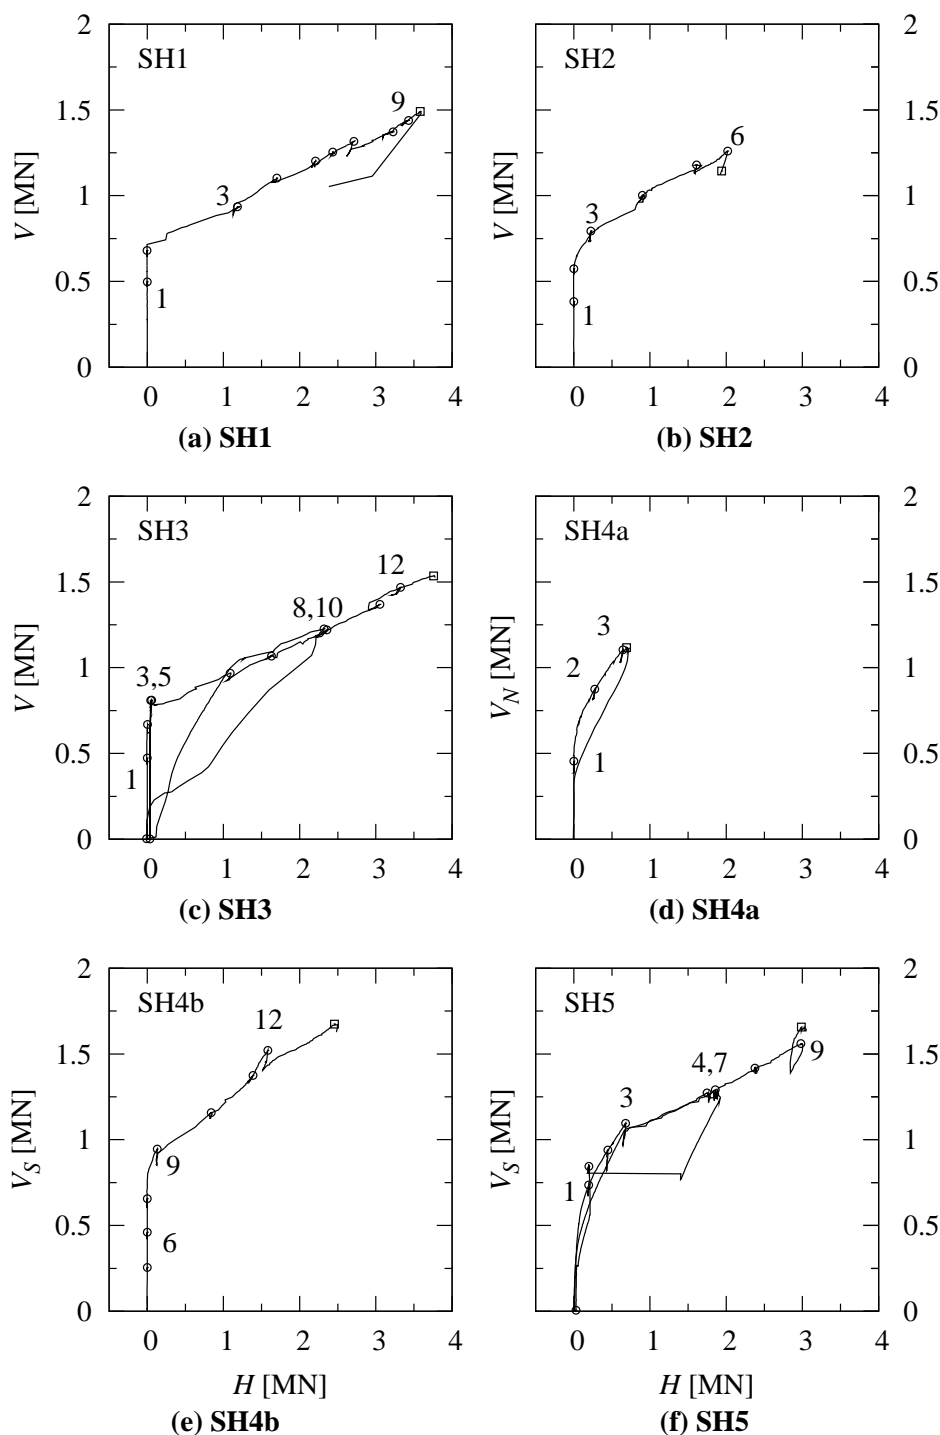 2
2
SH1
SH2
9
1.5
1.5
6
V [MN]
V [MN]
1
1
3
3
0.5
0.5
1
1
0
0
0 1 2 3 4
0 1 2 3 4
(a) SH1
(b) SH2
2
2
SH3
SH4a
12
1.5
1.5
8,10
3
V [MN]
V_N [MN]
1
1
3,5
2
1
0.5
1
0.5
0
0
0 1 2 3 4
0 1 2 3 4
(c) SH3
(d) SH4a
2
2
SH4b
SH5
12
1.5
1.5
4,7
9
V_S [MN]
V_S [MN]
3
1
1
9
1
0.5
6
0.5
0
0
0 1 2 3 4
0 1 2 3 4
H [MN]
H [MN]
(e) SH4b
(f) SH5